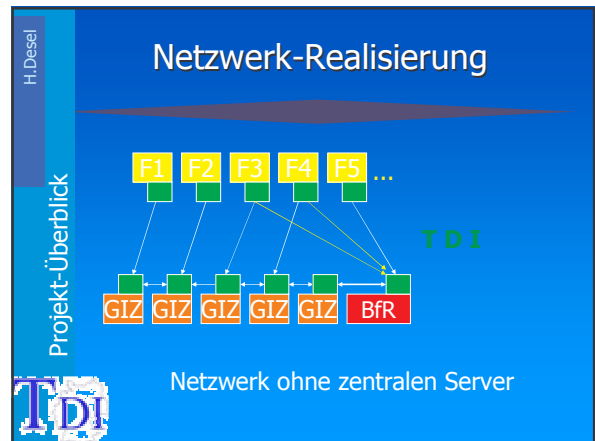 H.Desel
Netzwerk-Realisierung
Projekt-Überblick
F1 F2 F3 F4 F5 ...
T D I
GIZ GIZ GIZ GIZ GIZ BfR
Netzwerk ohne zentralen Server
TDI